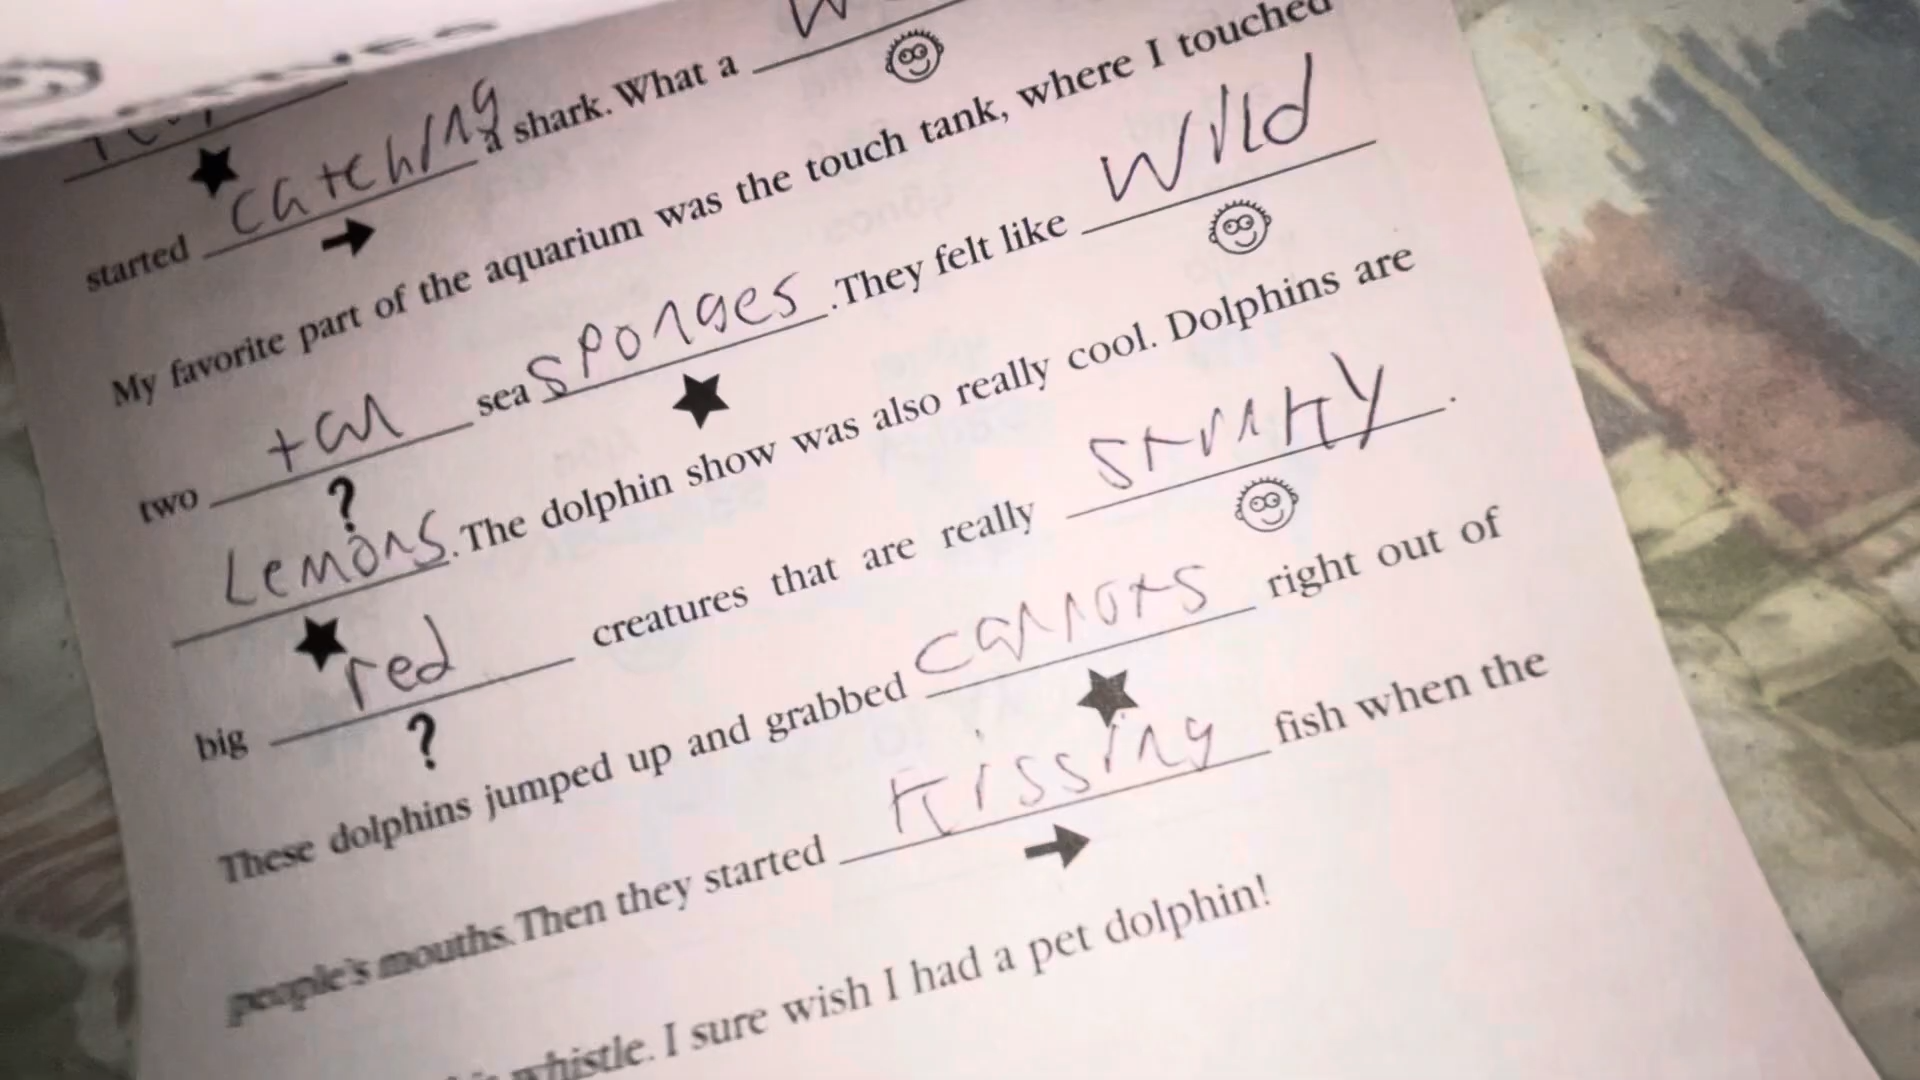 started catching a shark. What a
My favorite part of the aquarium was the touch tank, where I touched
two tan sea sponges. They felt like wild
lemons. The dolphin show was also really cool. Dolphins are
big red creatures that are really
These dolphins jumped up and grabbed carrots right out of
people's mouths. Then they started kissing fish when the
whistle. I sure wish I had a pet dolphin!